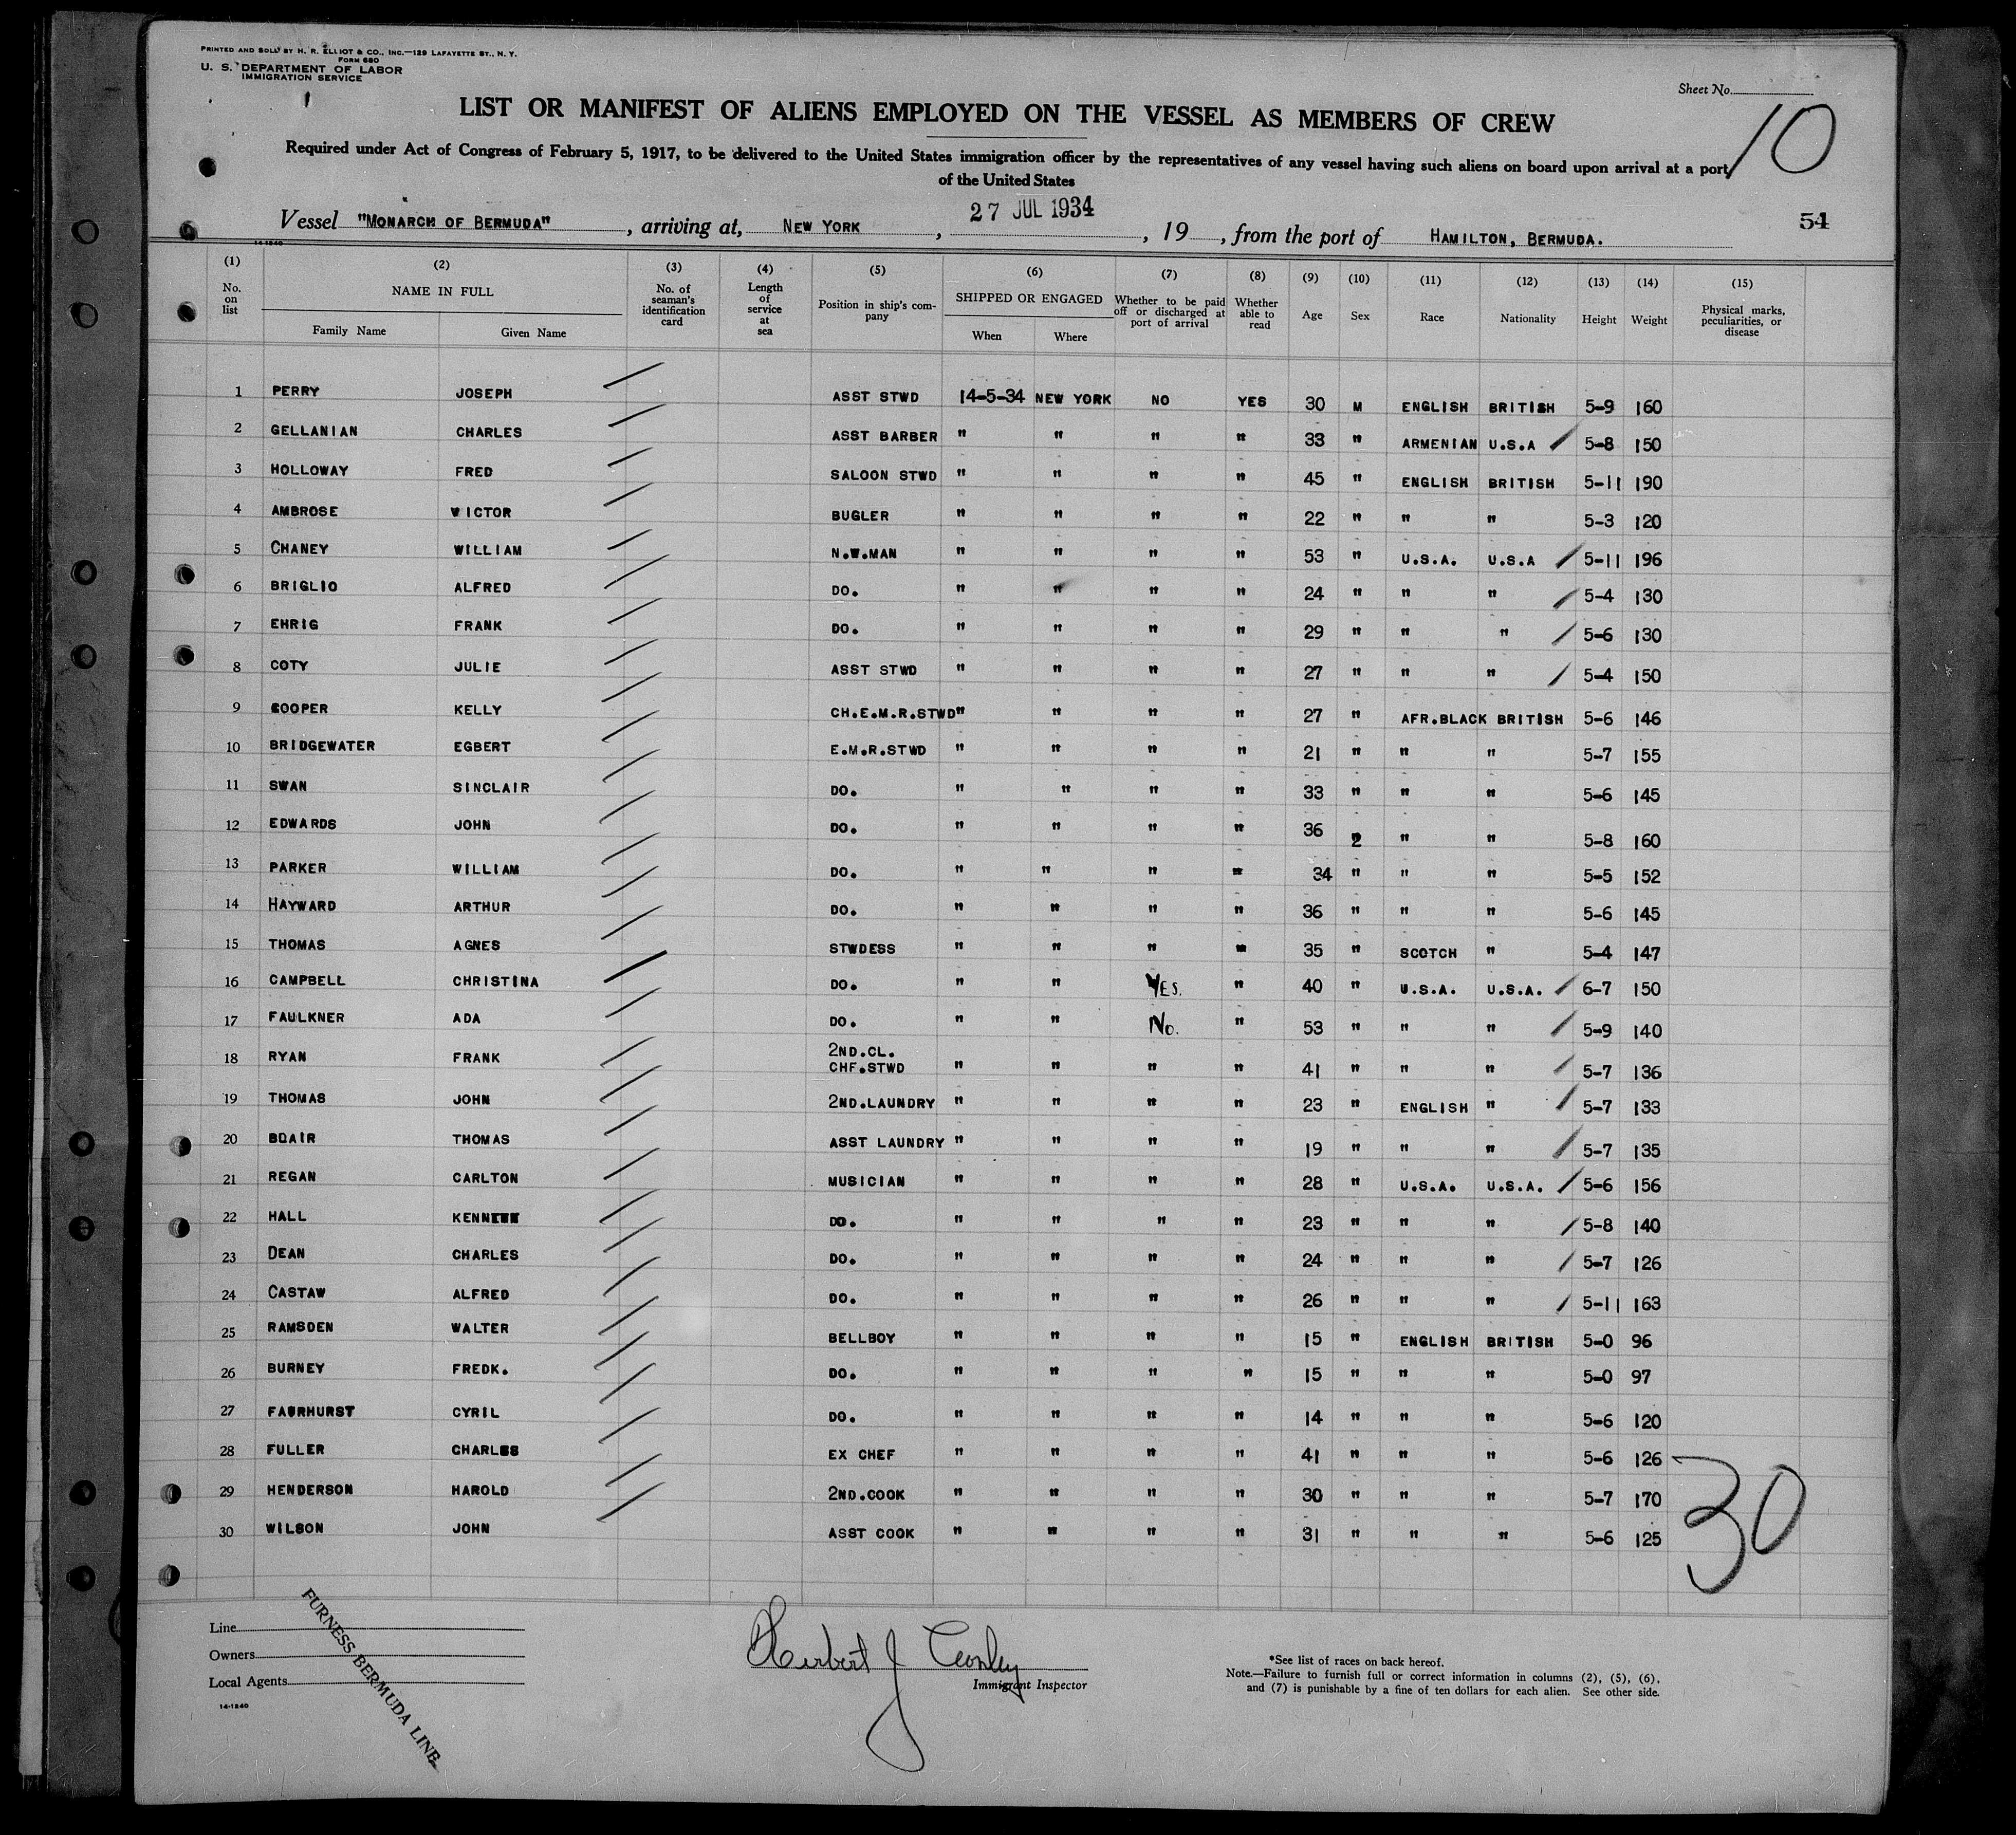 PRINTED AND SOLD BY H. R. ELLIOT & CO., INC.—129 LAFAYETTE ST., N. Y.
FORM 680
U. S. DEPARTMENT OF LABOR
IMMIGRATION SERVICE
Sheet No. 10
LIST OR MANIFEST OF ALIENS EMPLOYED ON THE VESSEL AS MEMBERS OF CREW
Required under Act of Congress of February 5, 1917, to be delivered to the United States immigration officer by the representatives of any vessel having such aliens on board upon arrival at a port
of the United States
27 JUL 1934
54
Vessel "MONARCH OF BERMUDA", arriving at, NEW YORK, , 19 , from the port of HAMILTON, BERMUDA.
14-1240
(1) No. on list (2) NAME IN FULL Family Name Given Name (3) No. of seaman's identification card (4) Length of service at sea (5) Position in ship's company (6) SHIPPED OR ENGAGED When Where (7) Whether to be paid off or discharged at port of arrival (8) Whether able to read (9) Age (10) Sex (11) Race (12) Nationality (13) Height (14) Weight (15) Physical marks, peculiarities, or disease
1 PERRY JOSEPH ASST STWD 14-5-34 NEW YORK NO YES 30 M ENGLISH BRITISH 5-9 160
2 GELLANIAN CHARLES ASST BARBER " " " " 33 " ARMENIAN U.S.A 5-8 150
3 HOLLOWAY FRED SALOON STWD " " " " 45 " ENGLISH BRITISH 5-11 190
4 AMBROSE VICTOR BUGLER " " " " 22 " " " 5-3 120
5 CHANEY WILLIAM N.W.MAN " " " " 53 " U.S.A. U.S.A 5-11 196
6 BRIGLIO ALFRED DO. " " " " 24 " " " 5-4 130
7 EHRIG FRANK DO. " " " " 29 " " " 5-6 130
8 COTY JULIE ASST STWD " " " " 27 " " " 5-4 150
9 COOPER KELLY CH.E.M.R.STWD " " " " 27 " AFR.BLACK BRITISH 5-6 146
10 BRIDGEWATER EGBERT E.M.R.STWD " " " " 21 " " " 5-7 155
11 SWAN SINCLAIR DO. " " " " 33 " " " 5-6 145
12 EDWARDS JOHN DO. " " " " 36 2 " " 5-8 160
13 PARKER WILLIAM DO. " " " " 34 " " " 5-5 152
14 HAYWARD ARTHUR DO. " " " " 36 " " " 5-6 145
15 THOMAS AGNES STWDESS " " " " 35 " SCOTCH " 5-4 147
16 CAMPBELL CHRISTINA DO. " " YES. " 40 " U.S.A. U.S.A. 6-7 150
17 FAULKNER ADA DO. " " No. " 53 " " " 5-9 140
18 RYAN FRANK 2ND.CL. CHF.STWD " " " " 41 " " " 5-7 136
19 THOMAS JOHN 2ND.LAUNDRY " " " " 23 " ENGLISH " 5-7 133
20 BLAIR THOMAS ASST LAUNDRY " " " " 19 " " " 5-7 135
21 REGAN CARLTON MUSICIAN " " " " 28 " U.S.A. U.S.A. 5-6 156
22 HALL KENNETH DO. " " " " 23 " " " 5-8 140
23 DEAN CHARLES DO. " " " " 24 " " " 5-7 126
24 CASTAW ALFRED DO. " " " " 26 " " " 5-11 163
25 RAMSDEN WALTER BELLBOY " " " " 15 " ENGLISH BRITISH 5-0 96
26 BURNEY FREDK. DO. " " " " 15 " " " 5-0 97
27 FAIRHURST CYRIL DO. " " " " 14 " " " 5-6 120
28 FULLER CHARLES EX CHEF " " " " 41 " " " 5-6 126
29 HENDERSON HAROLD 2ND.COOK " " " " 30 " " " 5-7 170
30 WILSON JOHN ASST COOK " " " " 31 " " " 5-6 125
30
Line
Owners
Local Agents
14-1240
FURNESS BERMUDA LINE
Herbert J
Immigrant Inspector
*See list of races on back hereof.
Note.—Failure to furnish full or correct information in columns (2), (5), (6),
and (7) is punishable by a fine of ten dollars for each alien. See other side.